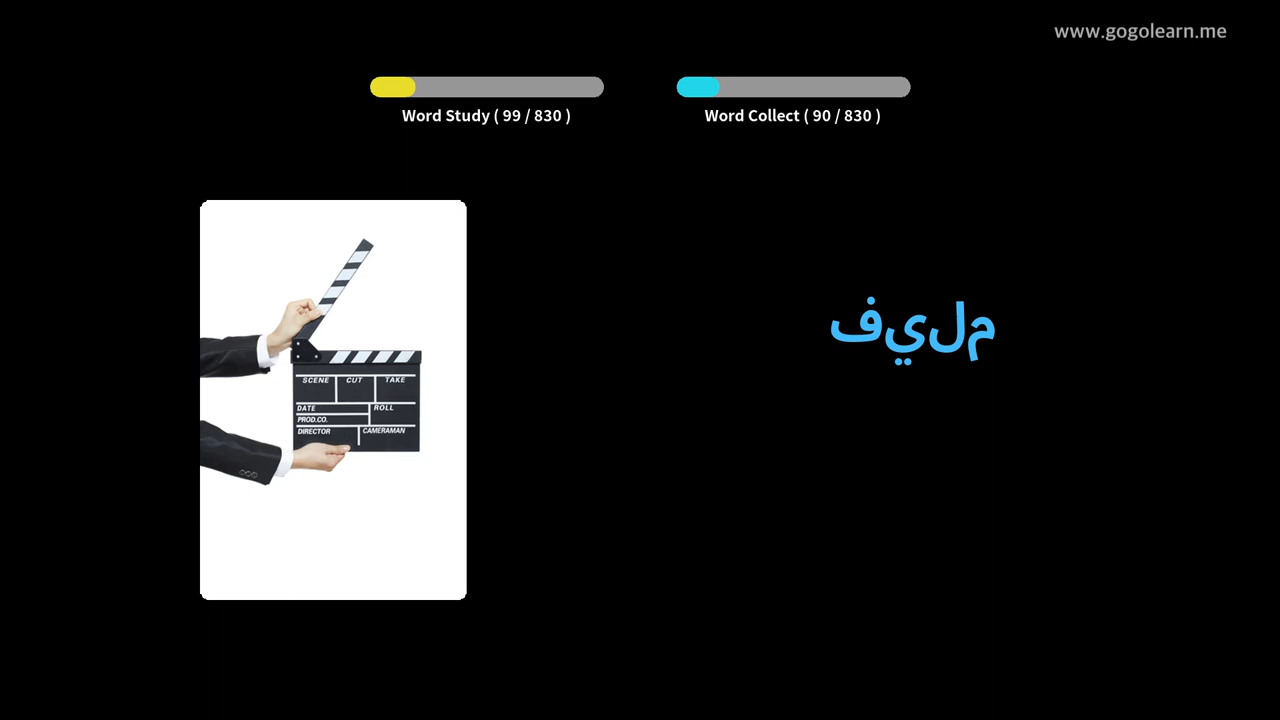 www.gogolearn.me
Word Study ( 99 / 830 )
Word Collect ( 90 / 830 )
SCENE CUT TAKE
DATE ROLL
PROD.CO.
DIRECTOR CAMERAMAN
مليف